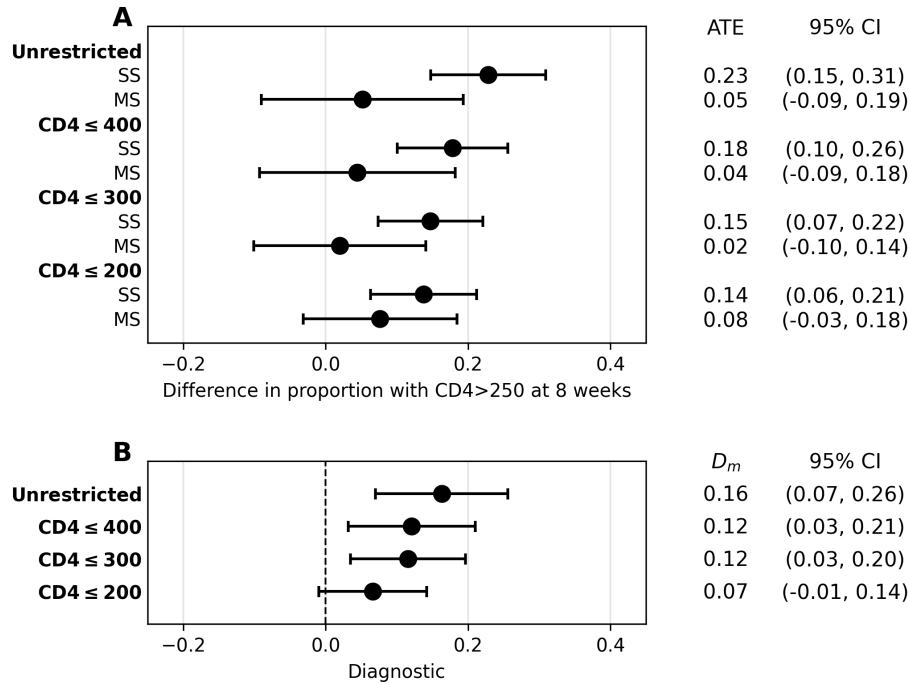 A
ATE 95% CI
Unrestricted
SS 0.23 (0.15, 0.31)
MS 0.05 (-0.09, 0.19)
CD4 ≤ 400
SS 0.18 (0.10, 0.26)
MS 0.04 (-0.09, 0.18)
CD4 ≤ 300
SS 0.15 (0.07, 0.22)
MS 0.02 (-0.10, 0.14)
CD4 ≤ 200
SS 0.14 (0.06, 0.21)
MS 0.08 (-0.03, 0.18)
−0.2 0.0 0.2 0.4
Difference in proportion with CD4>250 at 8 weeks
B
Dₘ 95% CI
Unrestricted 0.16 (0.07, 0.26)
CD4 ≤ 400 0.12 (0.03, 0.21)
CD4 ≤ 300 0.12 (0.03, 0.20)
CD4 ≤ 200 0.07 (-0.01, 0.14)
−0.2 0.0 0.2 0.4
Diagnostic